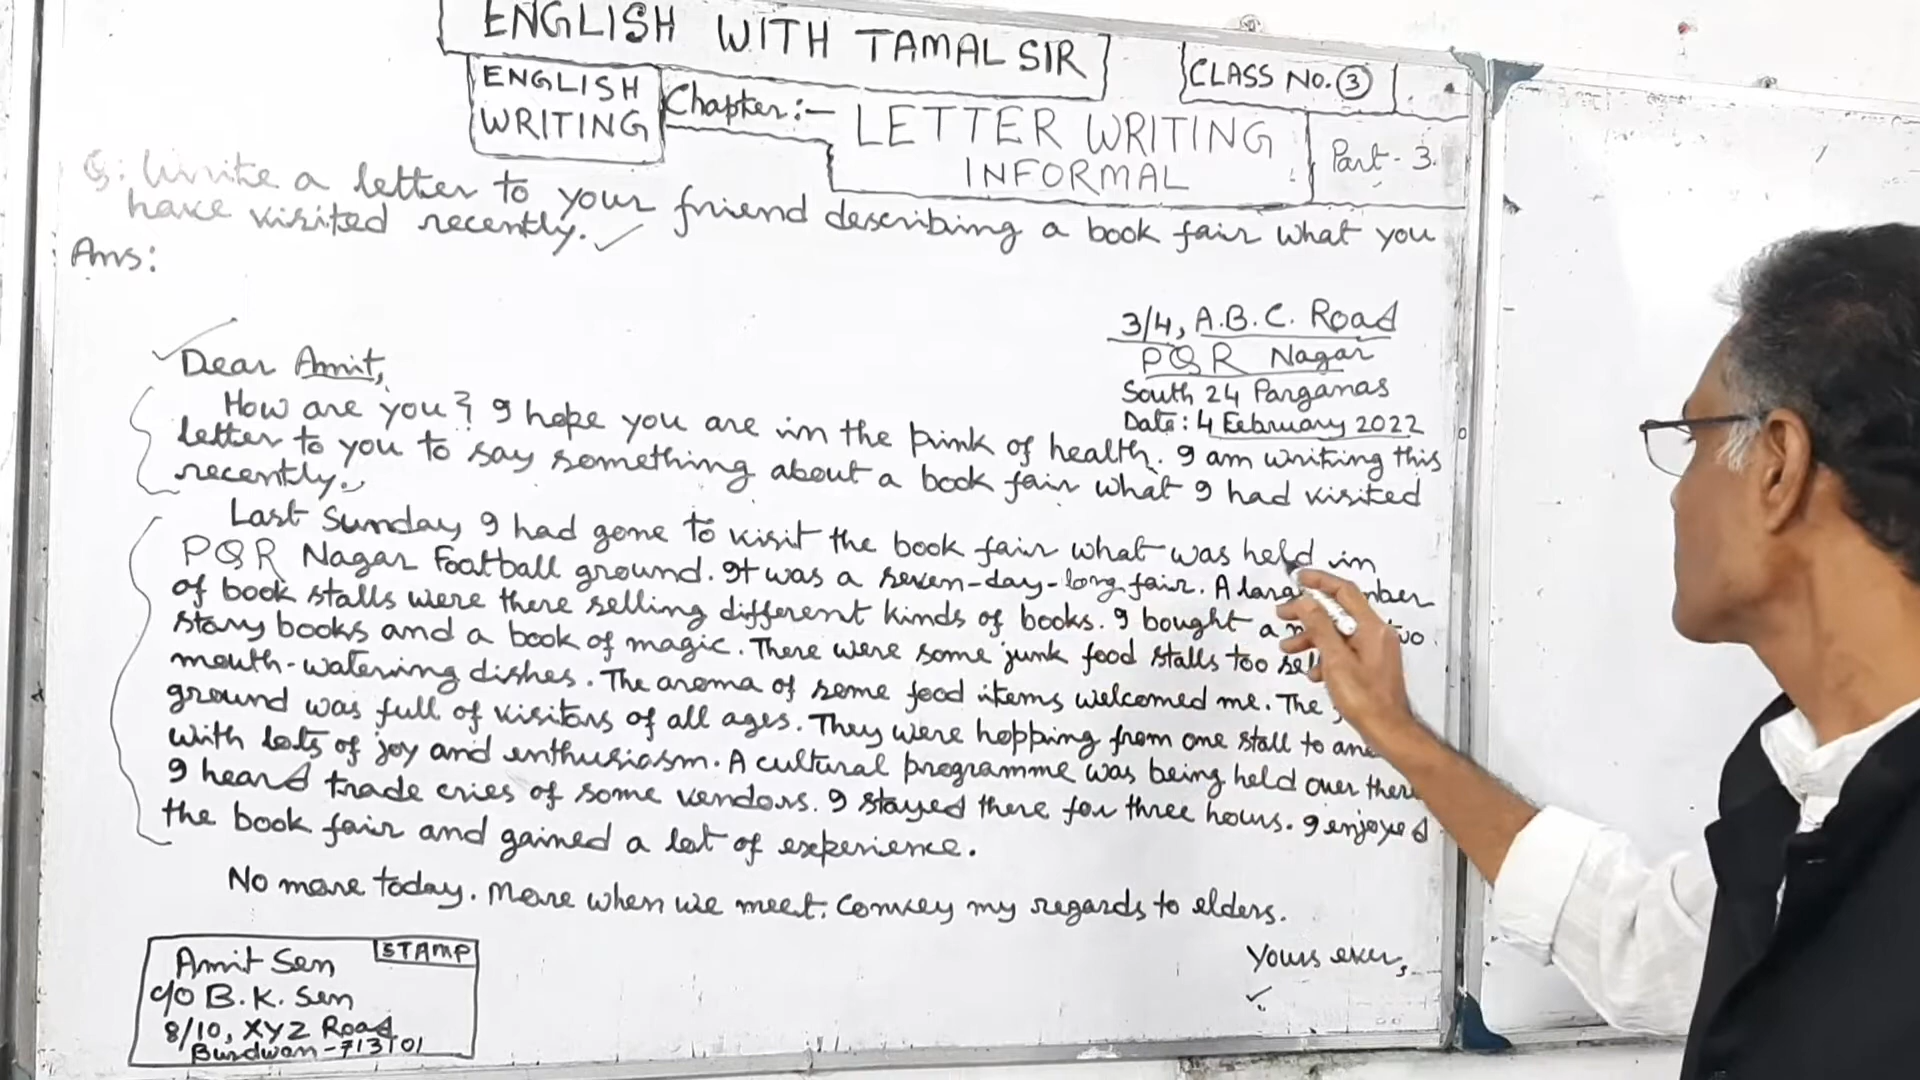 ENGLISH WITH TAMAL SIR
CLASS NO. 3
ENGLISH
WRITING
Chapter:-
LETTER WRITING
INFORMAL
Part - 3.
Q: Write a letter to your friend describing a book fair what you
have visited recently.
Ans:
3/4, A.B.C. Road
PQR Nagar
South 24 Parganas
Date: 4 February 2022
Dear Amit,
How are you? I hope you are in the pink of health. I am writing this
letter to you to say something about a book fair what I had visited
recently.
Last Sunday I had gone to visit the book fair what was held in
PQR Nagar Football ground. It was a seven-day-long fair. A
of book stalls were there selling different kinds of books. I bought a
story books and a book of magic. There were some junk food stalls too
mouth-watering dishes. The aroma of some food items welcomed me. The
ground was full of visitors of all ages. They were hopping from one stall to
with lots of joy and enthusiasm. A cultural programme was being held over there
I heard trade cries of some vendors. I stayed there for three hours. I enjoyed
the book fair and gained a lot of experience.
No more today. More when we meet. Convey my regards to elders.
Yours ever,
STAMP
Amit Sen
c/o B.K. Sen
8/10, XYZ Road
Burdwan-713101